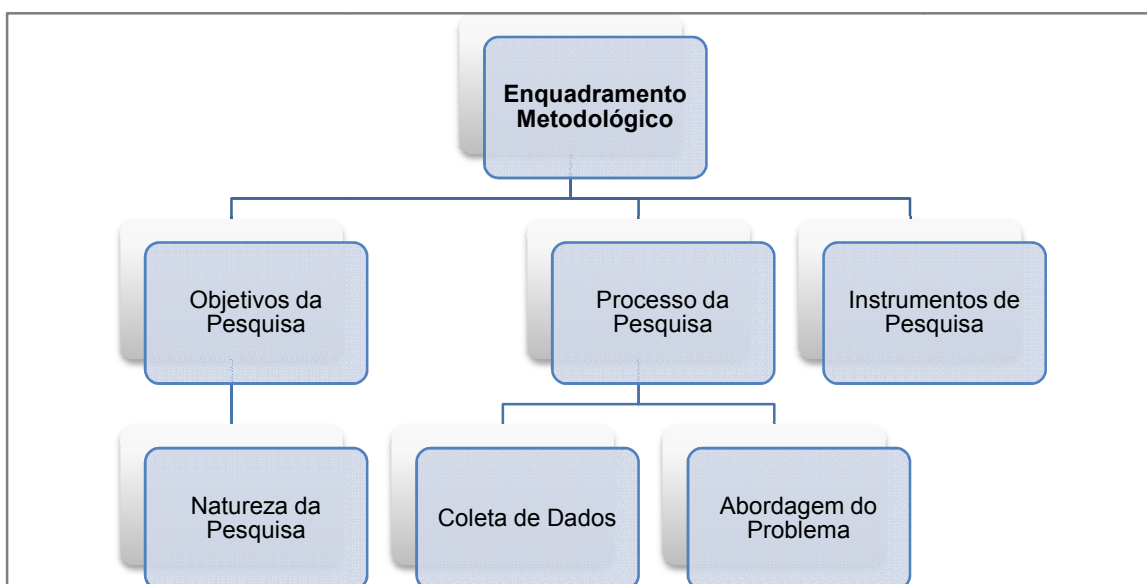 Enquadramento
Metodológico
Objetivos da
Pesquisa
Processo da
Pesquisa
Instrumentos de
Pesquisa
Natureza da
Pesquisa
Coleta de Dados
Abordagem do
Problema